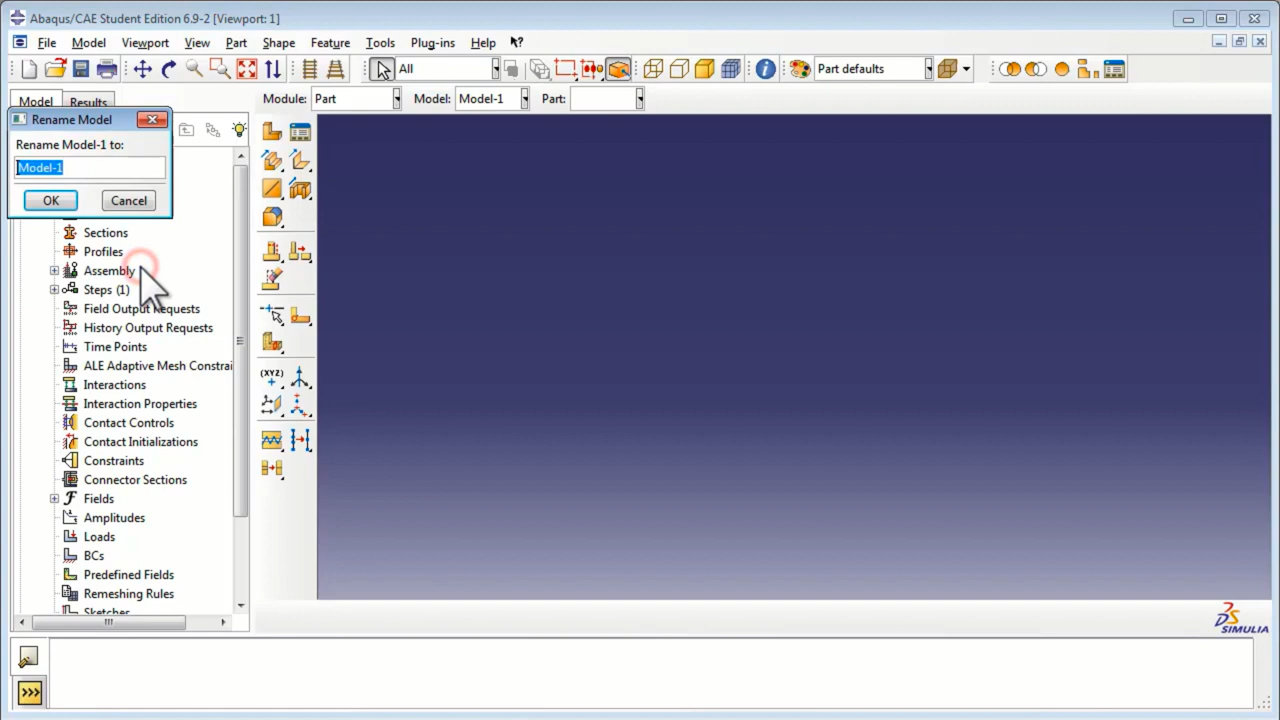 Abaqus/CAE Student Edition 6.9-2 [Viewport: 1]
File Model Viewport View Part Shape Feature Tools Plug-ins Help
All Part defaults
Model Results
Module: Part Model: Model-1 Part:
Rename Model
Rename Model-1 to:
Model-1
OK Cancel
Sections
Profiles
Assembly
Steps (1)
Field Output Requests
History Output Requests
Time Points
ALE Adaptive Mesh Constrai
Interactions
Interaction Properties
Contact Controls
Contact Initializations
Constraints
Connector Sections
Fields
Amplitudes
Loads
BCs
Predefined Fields
Remeshing Rules
Sketches
(XYZ)
SIMULIA
>>>